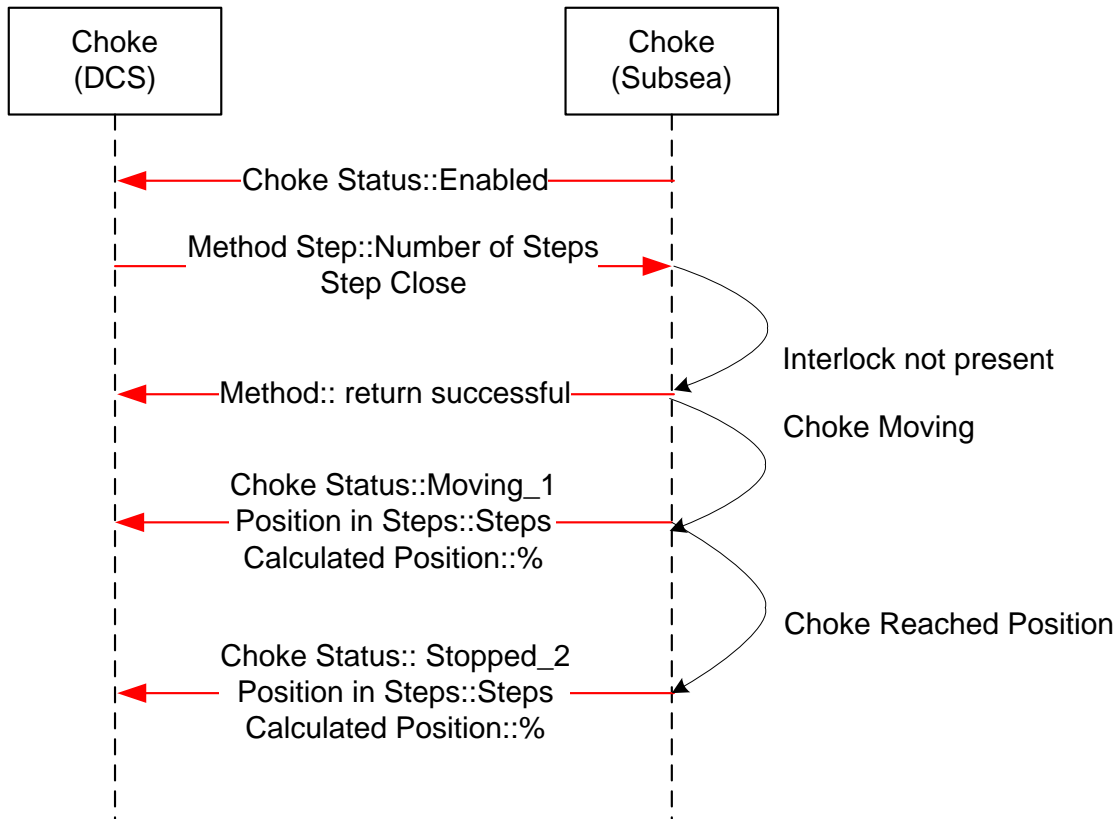 Choke
(DCS)
Choke
(Subsea)
Choke Status::Enabled
Method Step::Number of Steps
Step Close
Interlock not present
Method:: return successful
Choke Moving
Choke Status::Moving_1
Position in Steps::Steps
Calculated Position::%
Choke Reached Position
Choke Status:: Stopped_2
Position in Steps::Steps
Calculated Position::%